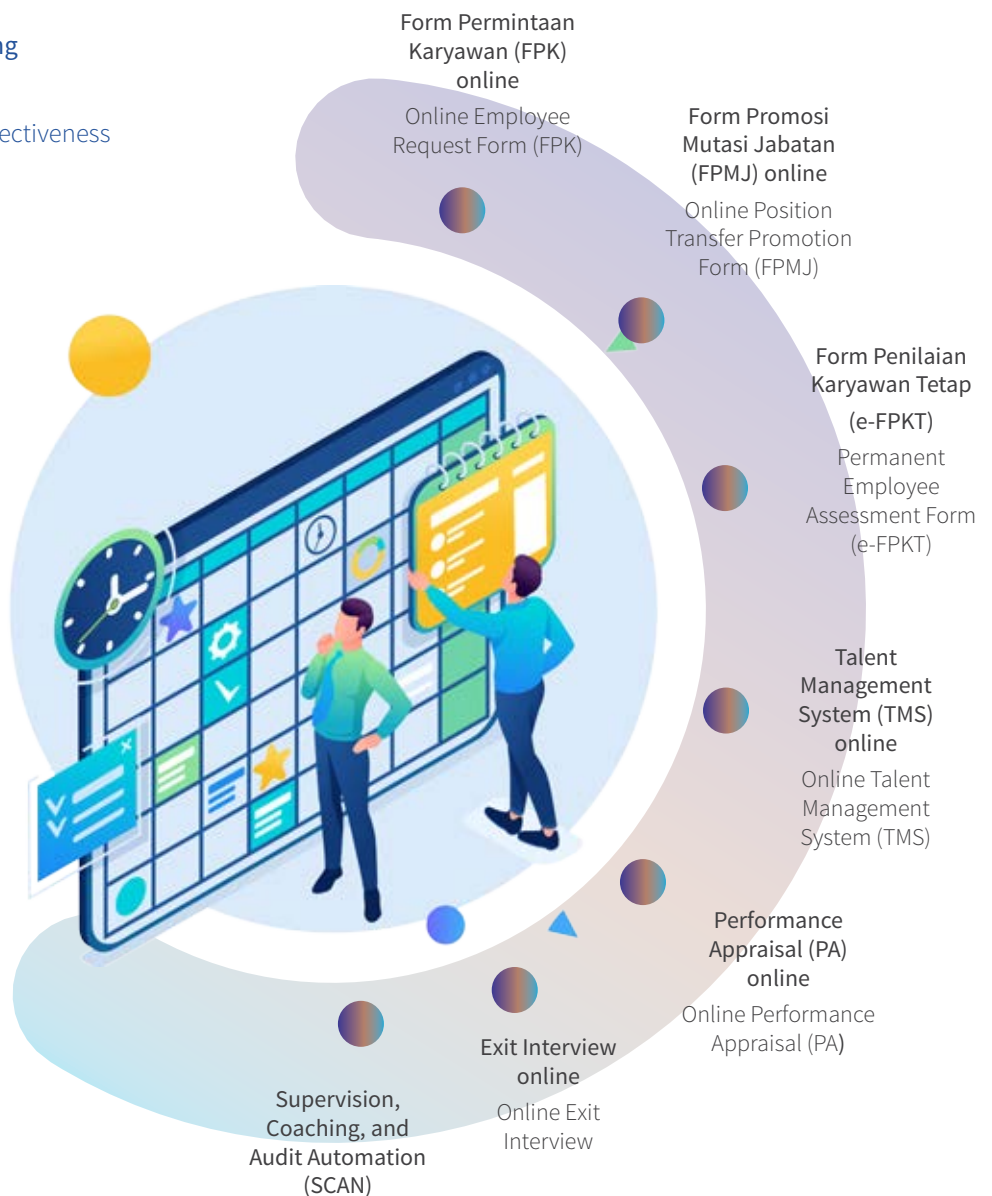 ng
ectiveness
Form Permintaan
Karyawan (FPK)
online
Online Employee
Request Form (FPK)
Form Promosi
Mutasi Jabatan
(FPMJ) online
Online Position
Transfer Promotion
Form (FPMJ)
Form Penilaian
Karyawan Tetap
(e-FPKT)
Permanent
Employee
Assessment Form
(e-FPKT)
Talent
Management
System (TMS)
online
Online Talent
Management
System (TMS)
Performance
Appraisal (PA)
online
Online Performance
Appraisal (PA)
Exit Interview
online
Online Exit
Interview
Supervision,
Coaching, and
Audit Automation
(SCAN)